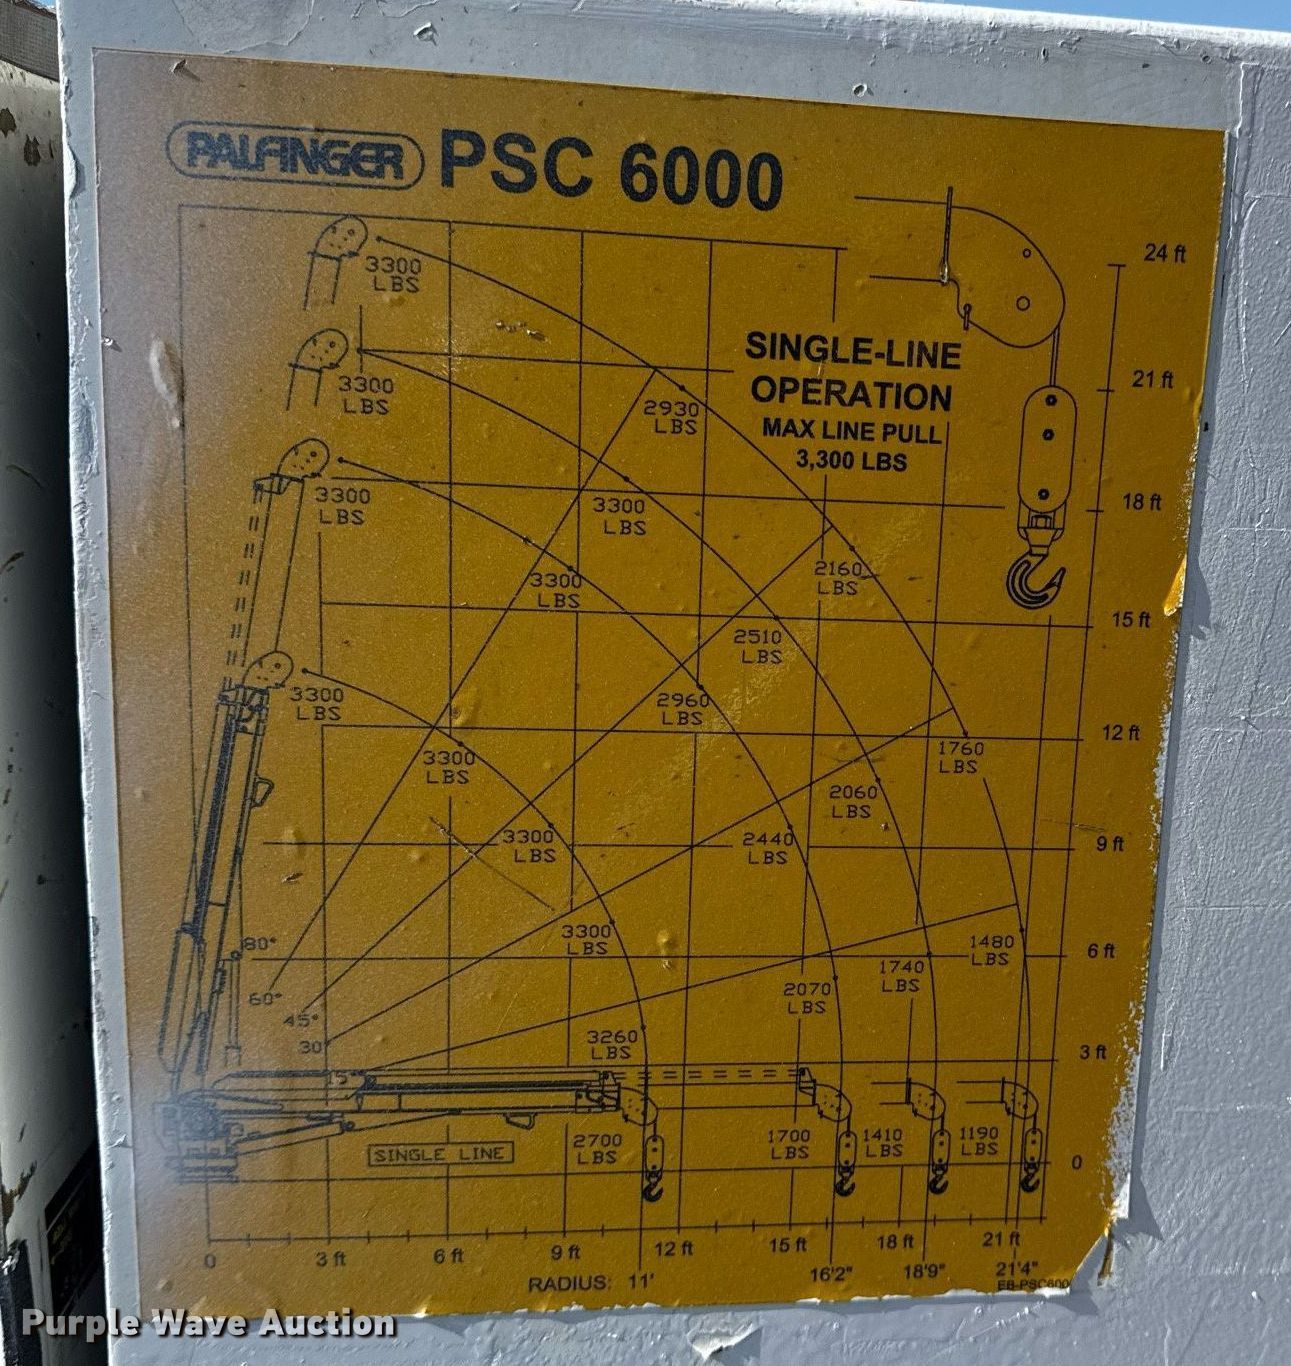 PALFINGER PSC 6000
24 ft
3300
LBS
SINGLE-LINE
OPERATION
MAX LINE PULL
3,300 LBS
21 ft
3300
LBS
2930
LBS
18 ft
3300
LBS
3300
LBS
3300
LBS
2160
LBS
15 ft
2510
LBS
3300
LBS
2960
LBS
12 ft
3300
LBS
1760
LBS
2060
LBS
3300
LBS
2440
LBS
9 ft
80°
3300
LBS
1480
LBS
6 ft
60°
1740
LBS
2070
LBS
45°
30
3260
LBS
3 ft
SINGLE LINE
2700
LBS
1700
LBS
1410
LBS
1190
LBS
0
0 3 ft 6 ft 9 ft 12 ft 15 ft 18 ft 21 ft
RADIUS: 11' 16'2" 18'9" 21'4"
EB-PSC600
Purple Wave Auction